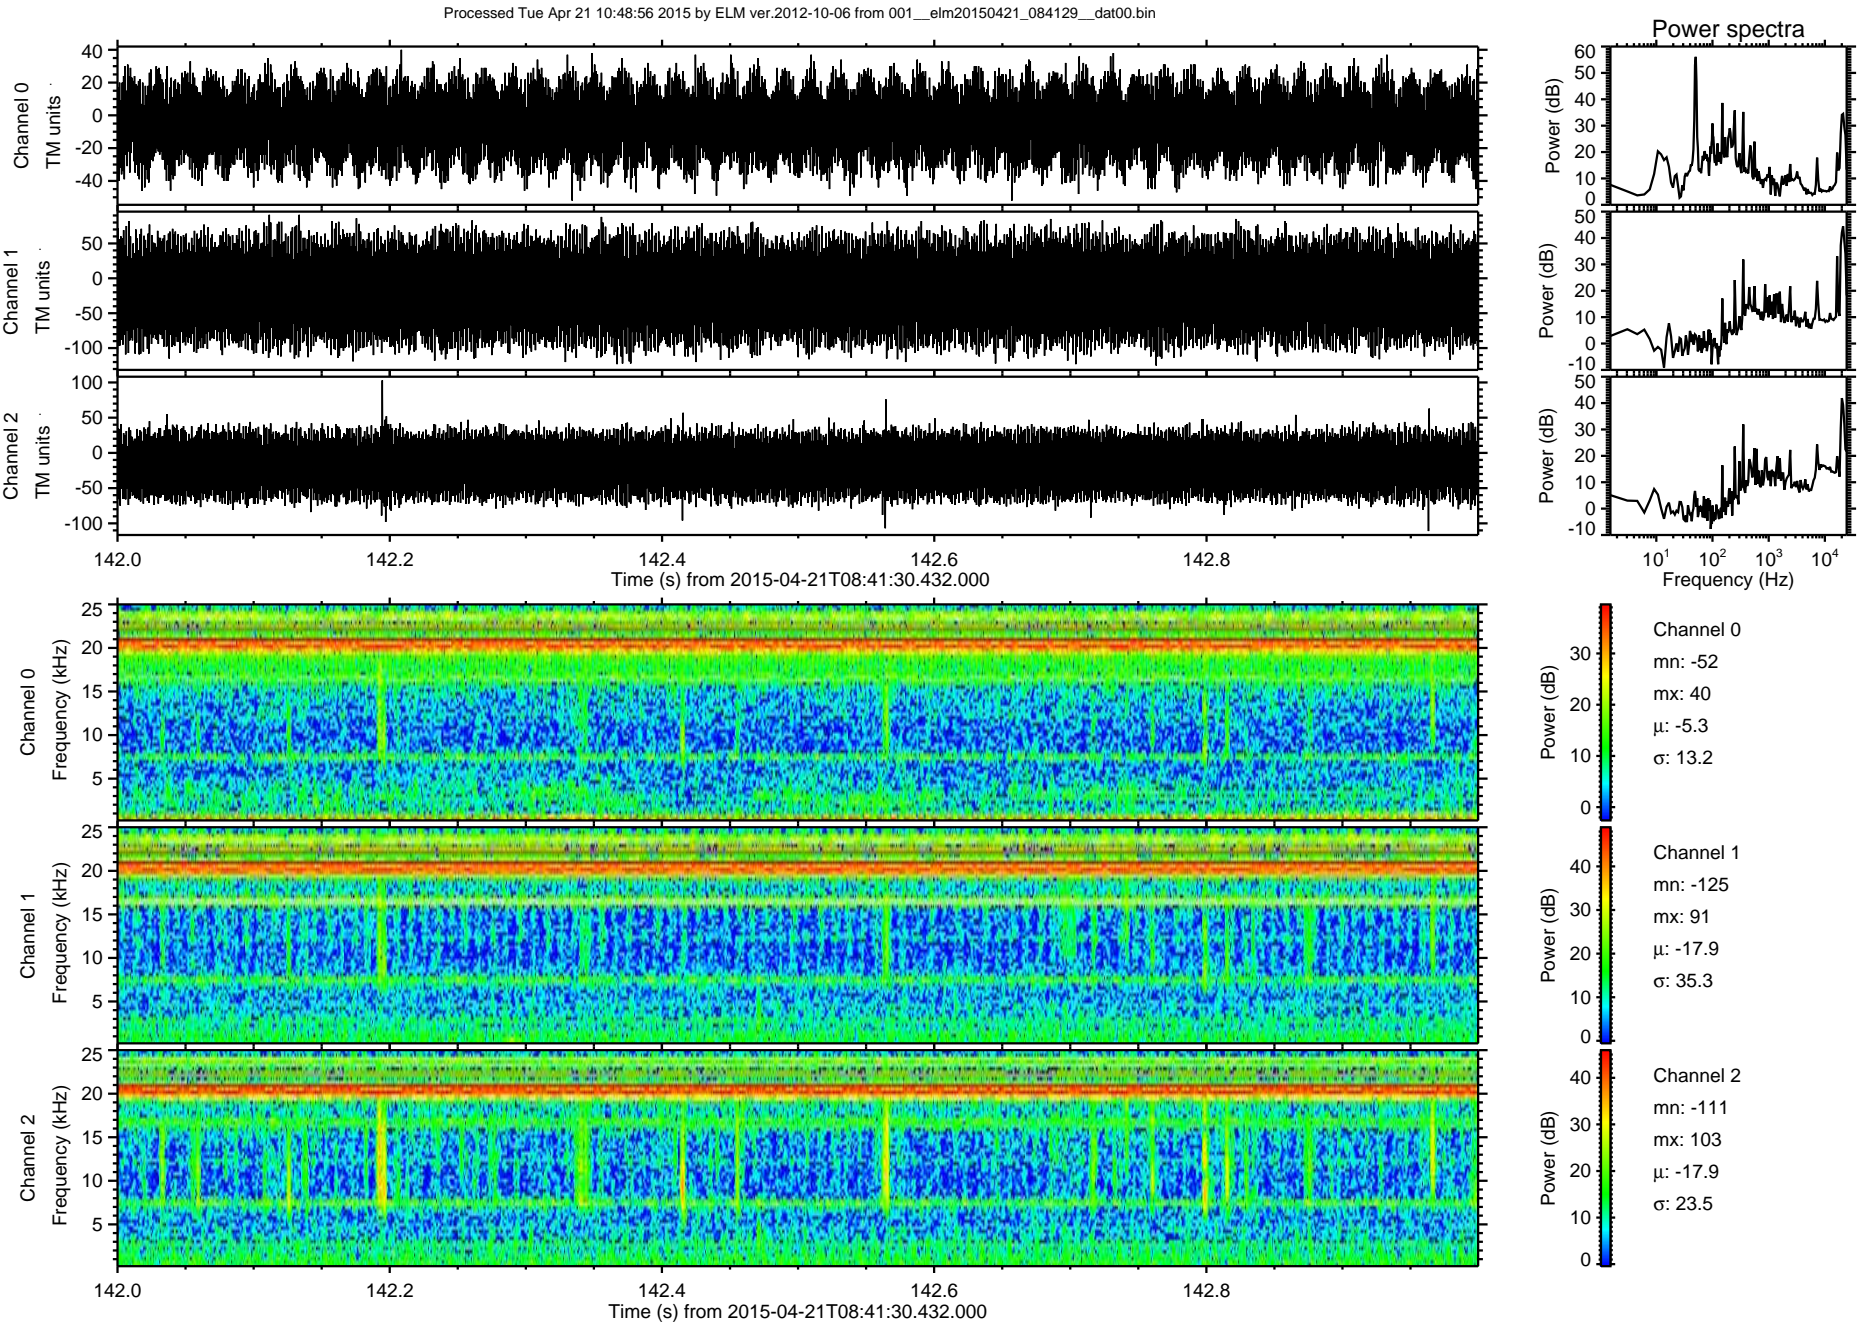 Processed Tue Apr 21 10:48:56 2015 by ELM ver.2012-10-06 from 001__elm20150421_084129__dat00.bin
Power spectra
Channel 0
TM units
40
20
0
-20
-40
Power (dB)
60
50
40
30
20
10
0
Channel 1
TM units
50
0
-50
-100
Power (dB)
50
40
30
20
10
0
-10
Channel 2
TM units
100
50
0
-50
-100
Power (dB)
50
40
30
20
10
0
-10
142.0 142.2 142.4 142.6 142.8
Time (s) from 2015-04-21T08:41:30.432.000
10¹ 10² 10³ 10⁴
Frequency (Hz)
Channel 0
Frequency (kHz)
25
20
15
10
5
Power (dB)
30
20
10
0
Channel 0
mn: -52
mx: 40
μ: -5.3
σ: 13.2
Channel 1
Frequency (kHz)
25
20
15
10
5
Power (dB)
40
30
20
10
0
Channel 1
mn: -125
mx: 91
μ: -17.9
σ: 35.3
Channel 2
Frequency (kHz)
25
20
15
10
5
Power (dB)
40
30
20
10
0
Channel 2
mn: -111
mx: 103
μ: -17.9
σ: 23.5
142.0 142.2 142.4 142.6 142.8
Time (s) from 2015-04-21T08:41:30.432.000